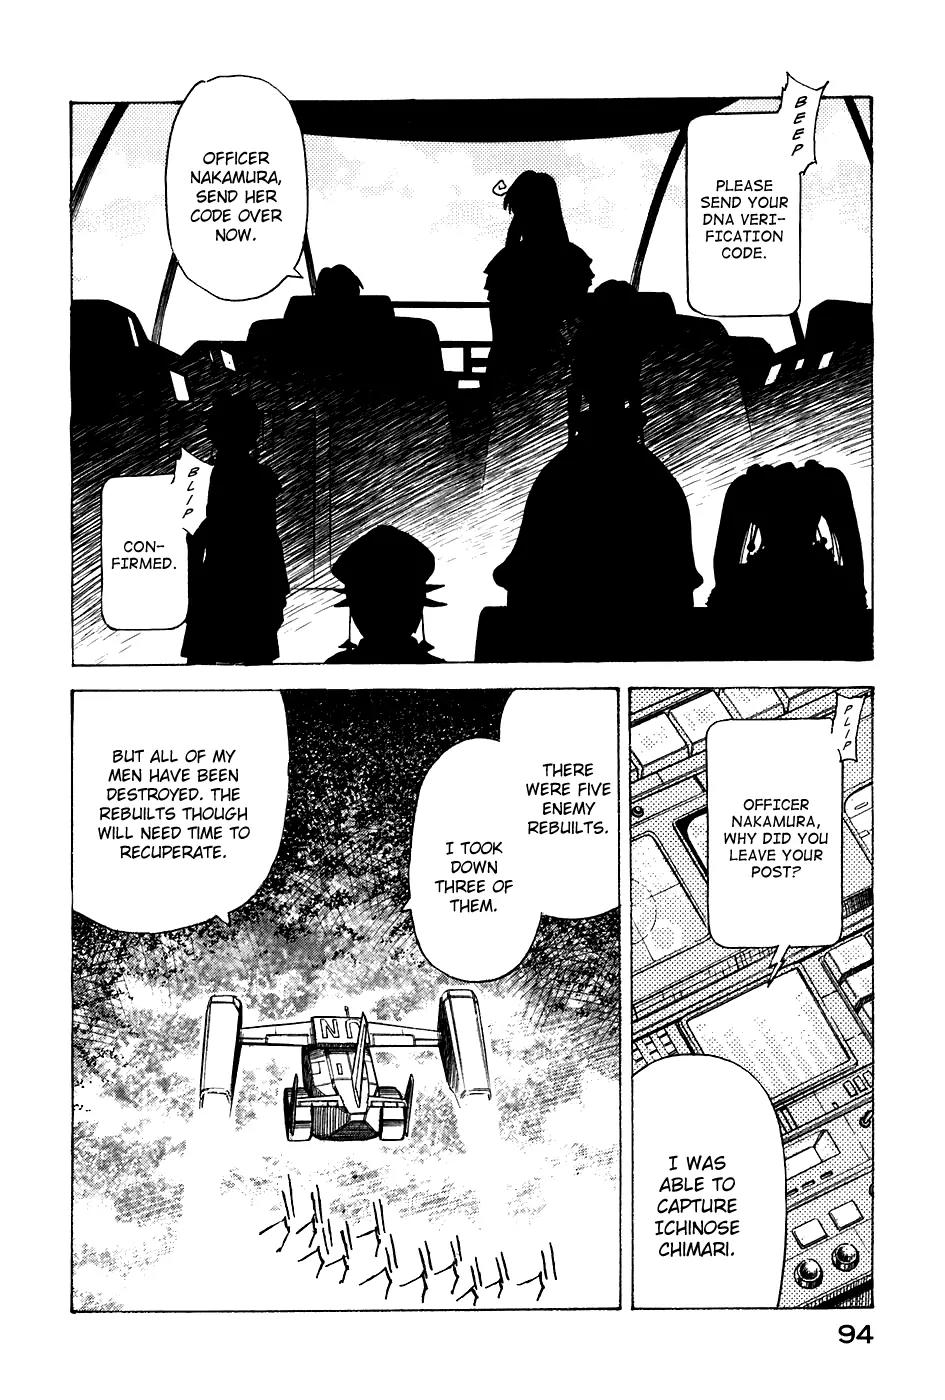 BEEP
PLEASE
SEND YOUR
DNA VERI-
FICATION
CODE.
OFFICER
NAKAMURA,
SEND HER
CODE OVER
NOW.
BLIP
CON-
FIRMED.
PLIP
OFFICER
NAKAMURA,
WHY DID YOU
LEAVE YOUR
POST?
I WAS
ABLE TO
CAPTURE
ICHINOSE
CHIMARI.
THERE
WERE FIVE
ENEMY
REBUILTS.
I TOOK
DOWN
THREE OF
THEM.
BUT ALL OF MY
MEN HAVE BEEN
DESTROYED. THE
REBUILTS THOUGH
WILL NEED TIME TO
RECUPERATE.
UN
94